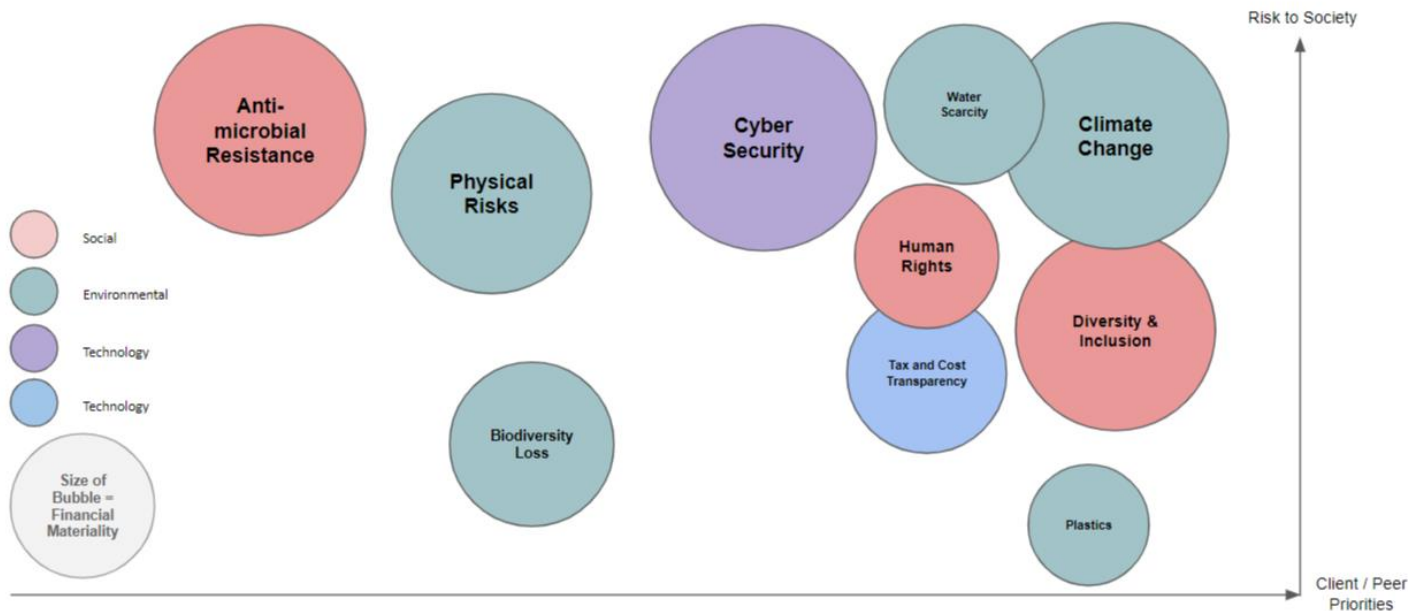 Risk to Society
Anti-
microbial
Resistance
Physical
Risks
Cyber
Security
Water
Scarcity
Climate
Change
Human
Rights
Diversity &
Inclusion
Tax and Cost
Transparency
Biodiversity
Loss
Plastics
Social
Environmental
Technology
Technology
Size of
Bubble =
Financial
Materiality
Client / Peer
Priorities